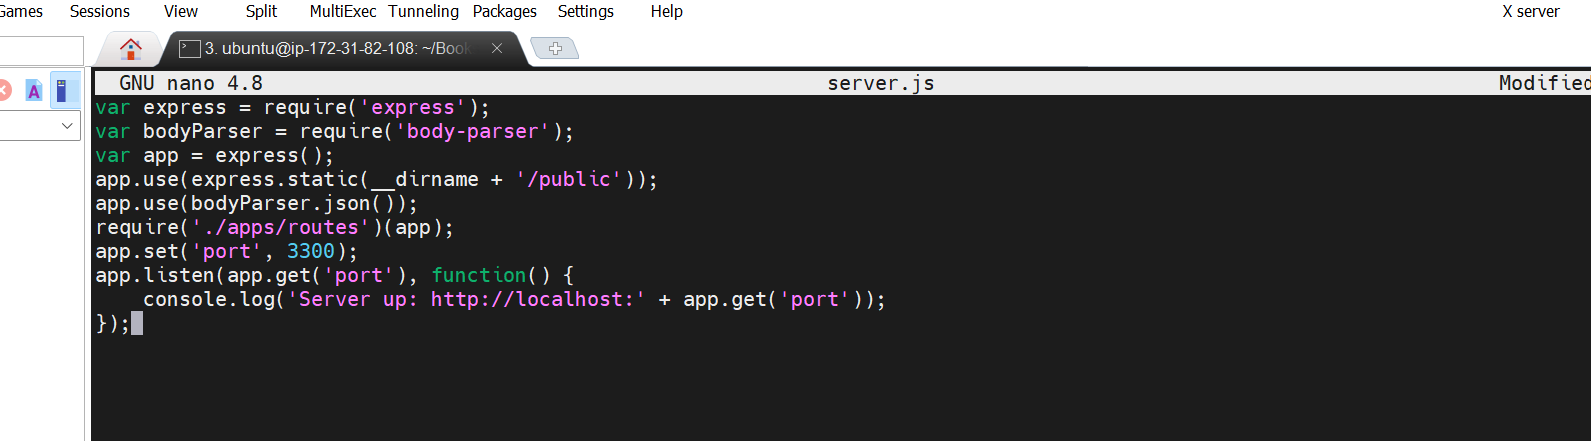 Games Sessions View Split MultiExec Tunneling Packages Settings Help X server
3. ubuntu@ip-172-31-82-108: ~/Book
GNU nano 4.8 server.js Modified
var express = require('express');
var bodyParser = require('body-parser');
var app = express();
app.use(express.static(__dirname + '/public'));
app.use(bodyParser.json());
require('./apps/routes')(app);
app.set('port', 3300);
app.listen(app.get('port'), function() {
    console.log('Server up: http://localhost:' + app.get('port'));
});